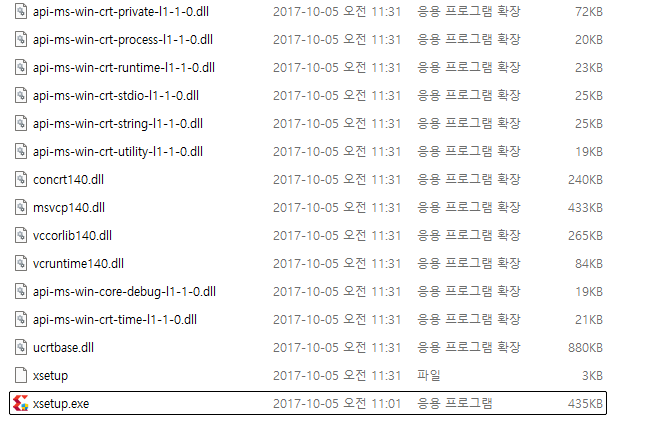 api-ms-win-crt-private-l1-1-0.dll 2017-10-05 오전 11:31 응용 프로그램 확장 72KB
api-ms-win-crt-process-l1-1-0.dll 2017-10-05 오전 11:31 응용 프로그램 확장 20KB
api-ms-win-crt-runtime-l1-1-0.dll 2017-10-05 오전 11:31 응용 프로그램 확장 23KB
api-ms-win-crt-stdio-l1-1-0.dll 2017-10-05 오전 11:31 응용 프로그램 확장 25KB
api-ms-win-crt-string-l1-1-0.dll 2017-10-05 오전 11:31 응용 프로그램 확장 25KB
api-ms-win-crt-utility-l1-1-0.dll 2017-10-05 오전 11:31 응용 프로그램 확장 19KB
concrt140.dll 2017-10-05 오전 11:31 응용 프로그램 확장 240KB
msvcp140.dll 2017-10-05 오전 11:31 응용 프로그램 확장 433KB
vccorlib140.dll 2017-10-05 오전 11:31 응용 프로그램 확장 265KB
vcruntime140.dll 2017-10-05 오전 11:31 응용 프로그램 확장 84KB
api-ms-win-core-debug-l1-1-0.dll 2017-10-05 오전 11:31 응용 프로그램 확장 19KB
api-ms-win-crt-time-l1-1-0.dll 2017-10-05 오전 11:31 응용 프로그램 확장 21KB
ucrtbase.dll 2017-10-05 오전 11:31 응용 프로그램 확장 880KB
xsetup 2017-10-05 오전 11:31 파일 3KB
xsetup.exe 2017-10-05 오전 11:01 응용 프로그램 435KB